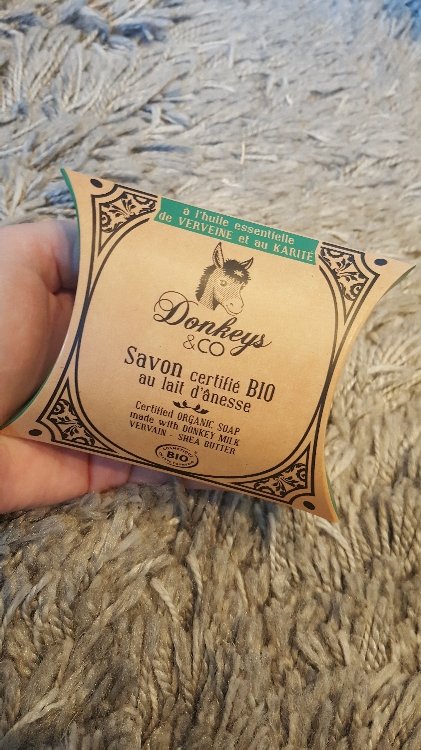 à l'huile essentielle
de VERVEINE et au KARITÉ
Donkeys
&CO
Savon certifié BIO
au lait d'ânesse
Certified ORGANIC SOAP
made with DONKEY MILK
VERVAIN - SHEA BUTTER
BIO